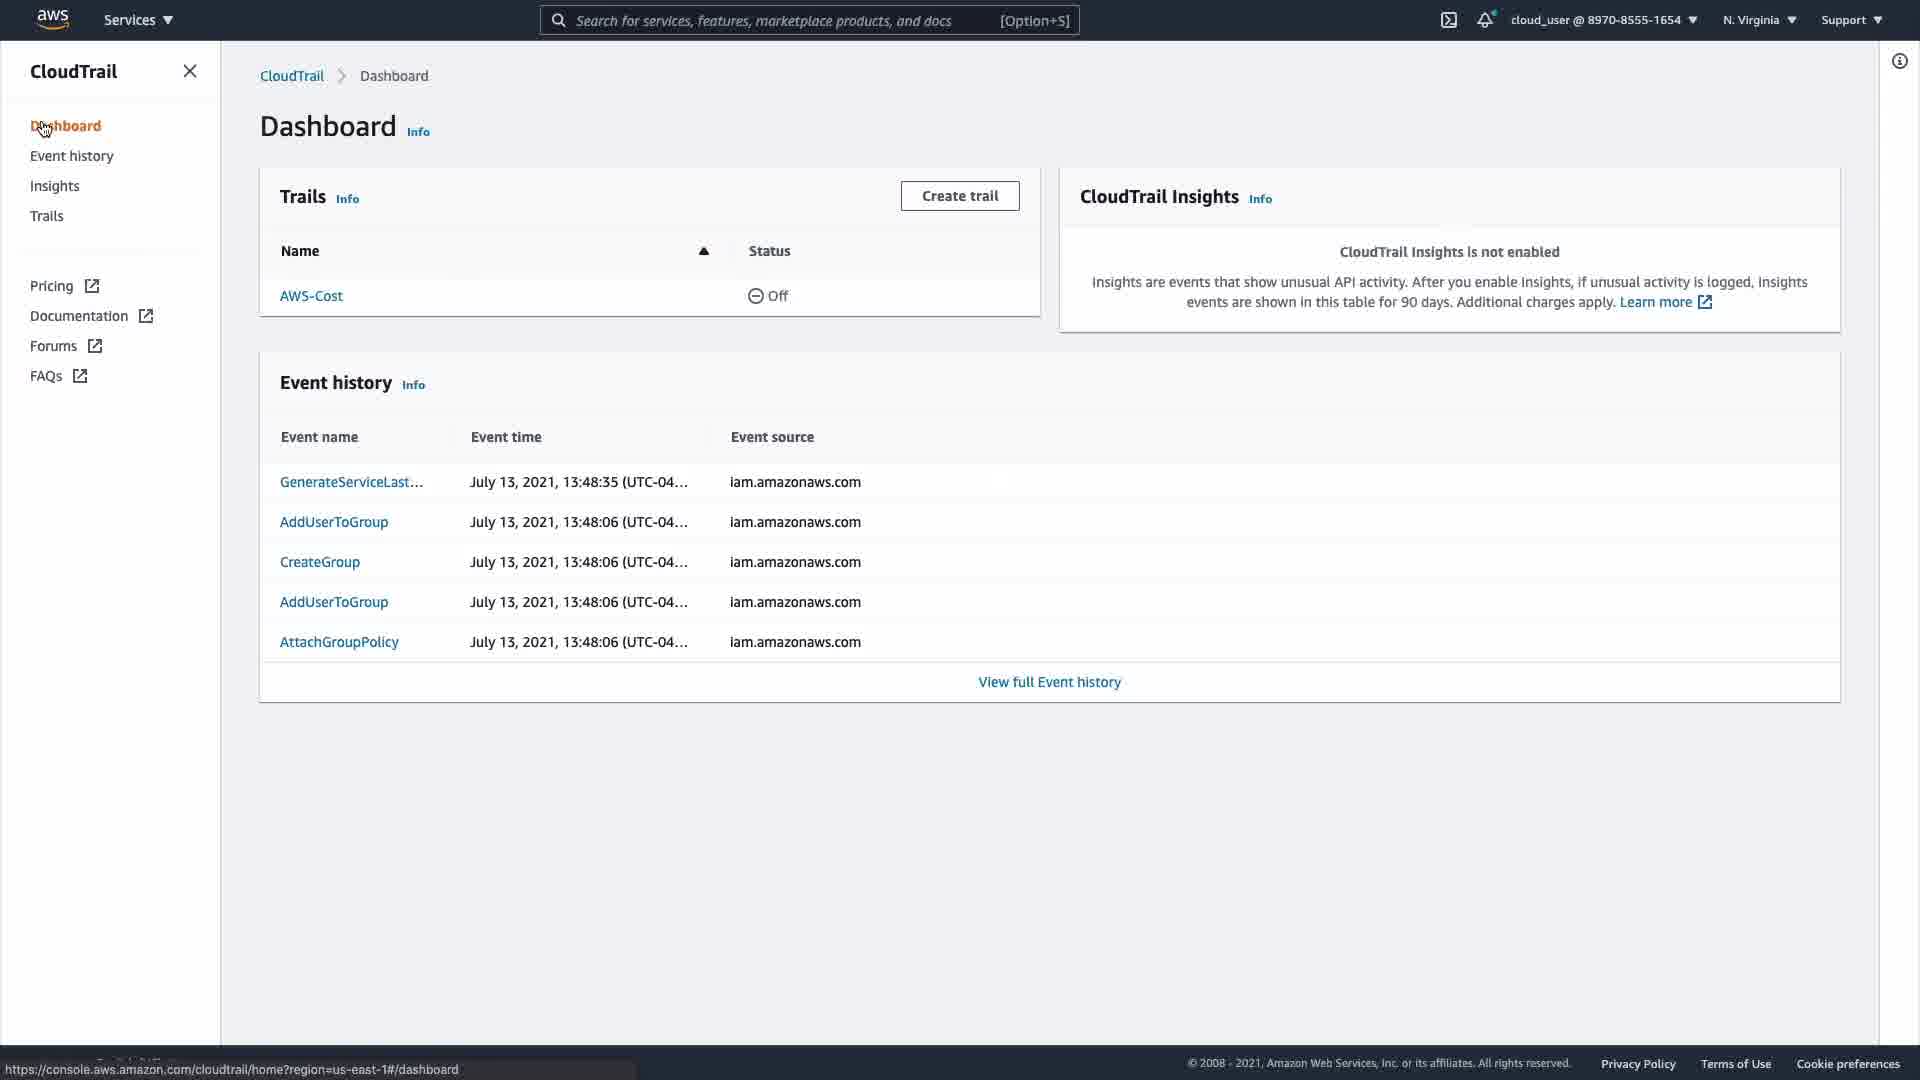 aws
Services
Search for services, features, marketplace products, and docs
[Option+S]
cloud_user @ 8970-8555-1654
N. Virginia
Support
CloudTrail
Dashboard
Event history
Insights
Trails
Pricing
Documentation
Forums
FAQs
CloudTrail
Dashboard
Dashboard Info
Trails Info
Create trail
Name
Status
AWS-Cost
Off
CloudTrail Insights Info
CloudTrail Insights is not enabled
Insights are events that show unusual API activity. After you enable Insights, if unusual activity is logged, Insights
events are shown in this table for 90 days. Additional charges apply. Learn more
Event history Info
Event name Event time Event source
GenerateServiceLast... July 13, 2021, 13:48:35 (UTC-04... iam.amazonaws.com
AddUserToGroup July 13, 2021, 13:48:06 (UTC-04... iam.amazonaws.com
CreateGroup July 13, 2021, 13:48:06 (UTC-04... iam.amazonaws.com
AddUserToGroup July 13, 2021, 13:48:06 (UTC-04... iam.amazonaws.com
AttachGroupPolicy July 13, 2021, 13:48:06 (UTC-04... iam.amazonaws.com
View full Event history
https://console.aws.amazon.com/cloudtrail/home?region=us-east-1#/dashboard
© 2008 - 2021, Amazon Web Services, Inc. or its affiliates. All rights reserved.
Privacy Policy
Terms of Use
Cookie preferences